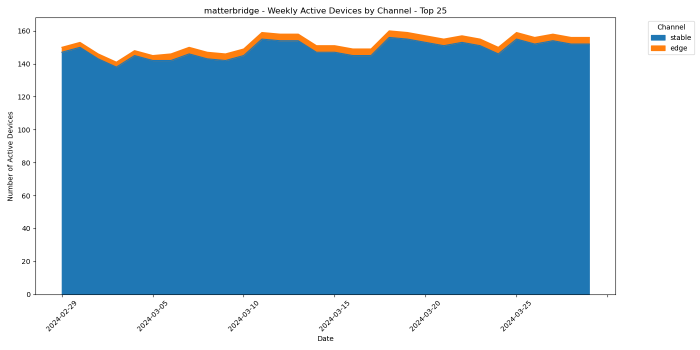 matterbridge - Weekly Active Devices by Channel - Top 25
Channel
stable
edge
Number of Active Devices
160
140
120
100
80
60
40
20
0
2024-02-29
2024-03-05
2024-03-10
2024-03-15
2024-03-20
2024-03-25
Date